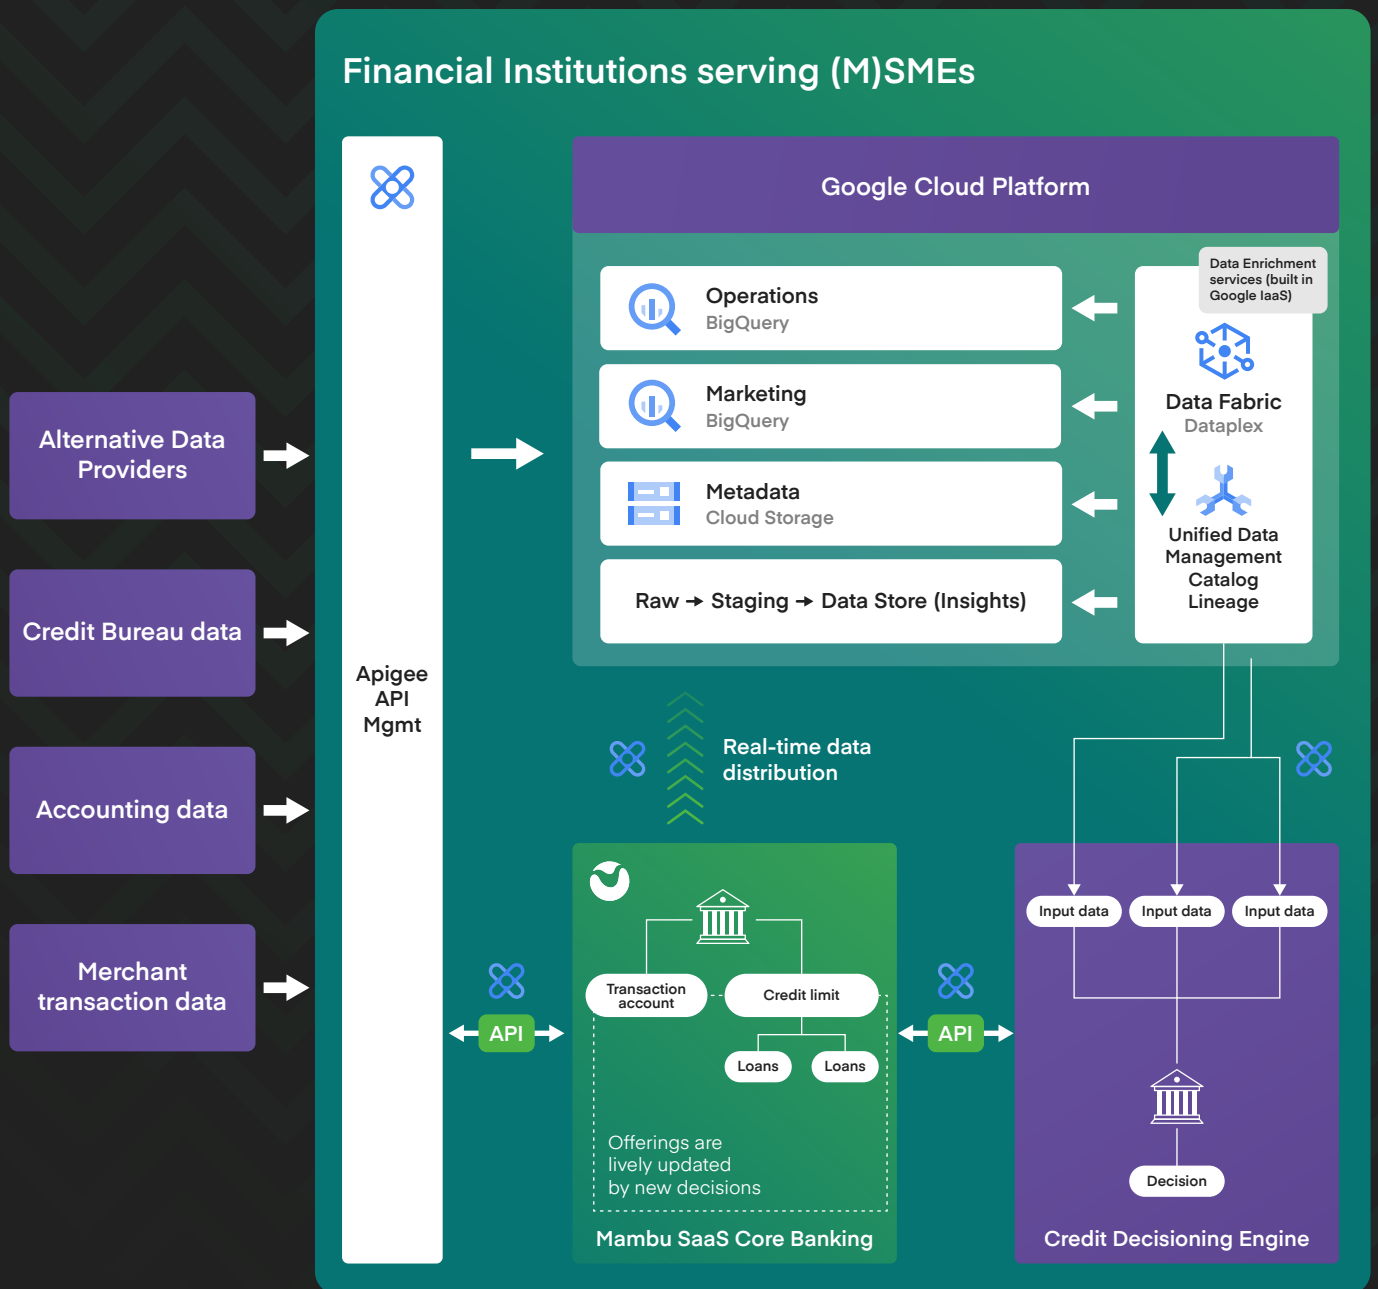 Financial Institutions serving (M)SMEs
Google Cloud Platform
Data Enrichment
services (built in
Google IaaS)
Operations
BigQuery
Marketing
BigQuery
Metadata
Cloud Storage
Raw → Staging → Data Store (Insights)
Data Fabric
Dataplex
Unified Data
Management
Catalog
Lineage
Alternative Data
Providers
Credit Bureau data
Accounting data
Merchant
transaction data
Apigee
API
Mgmt
Real-time data
distribution
API
Transaction
account
Credit limit
Loans
Loans
Offerings are
lively updated
by new decisions
Mambu SaaS Core Banking
API
Input data
Input data
Input data
Decision
Credit Decisioning Engine